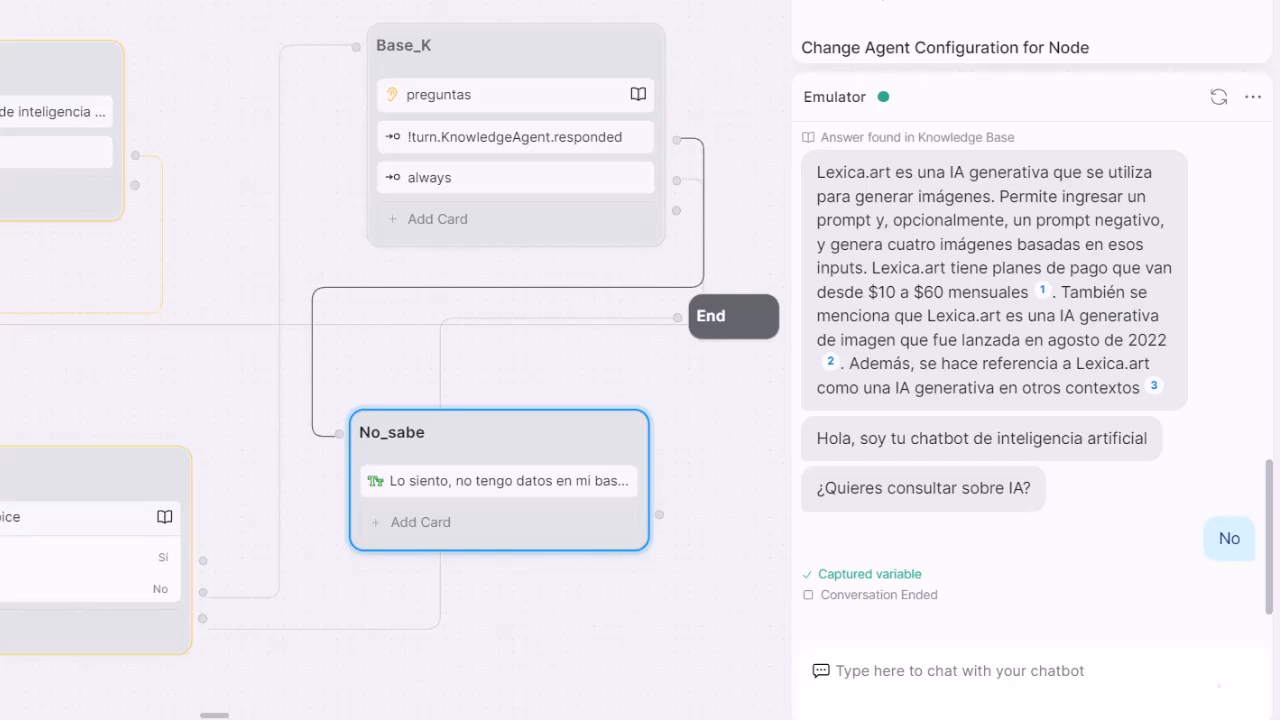 de inteligencia ...
Base_K
preguntas
!turn.KnowledgeAgent.responded
always
+ Add Card
End
No_sabe
Lo siento, no tengo datos en mi bas...
+ Add Card
oice
Sí
No
Change Agent Configuration for Node
Emulator
Answer found in Knowledge Base
Lexica.art es una IA generativa que se utiliza
para generar imágenes. Permite ingresar un
prompt y, opcionalmente, un prompt negativo,
y genera cuatro imágenes basadas en esos
inputs. Lexica.art tiene planes de pago que van
desde $10 a $60 mensuales 1 . También se
menciona que Lexica.art es una IA generativa
de imagen que fue lanzada en agosto de 2022
2 . Además, se hace referencia a Lexica.art
como una IA generativa en otros contextos 3
Hola, soy tu chatbot de inteligencia artificial
¿Quieres consultar sobre IA?
No
Captured variable
Conversation Ended
Type here to chat with your chatbot